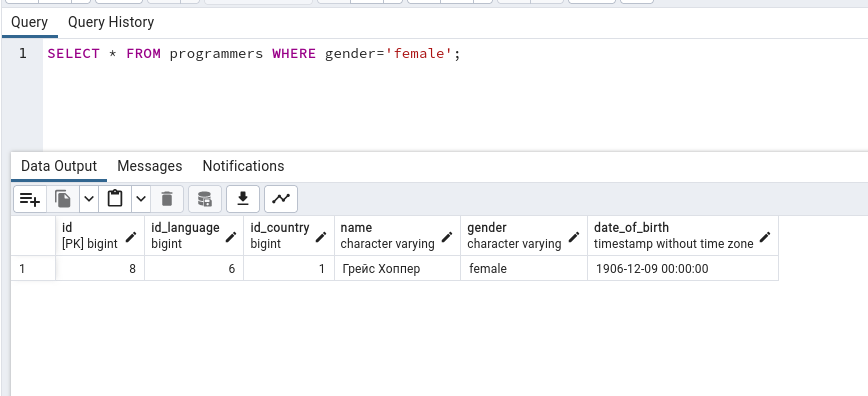 Query Query History
1 SELECT * FROM programmers WHERE gender='female';
Data Output Messages Notifications
id id_language id_country name gender date_of_birth
[PK] bigint bigint bigint character varying character varying timestamp without time zone
1 8 6 1 Грейс Хоппер female 1906-12-09 00:00:00